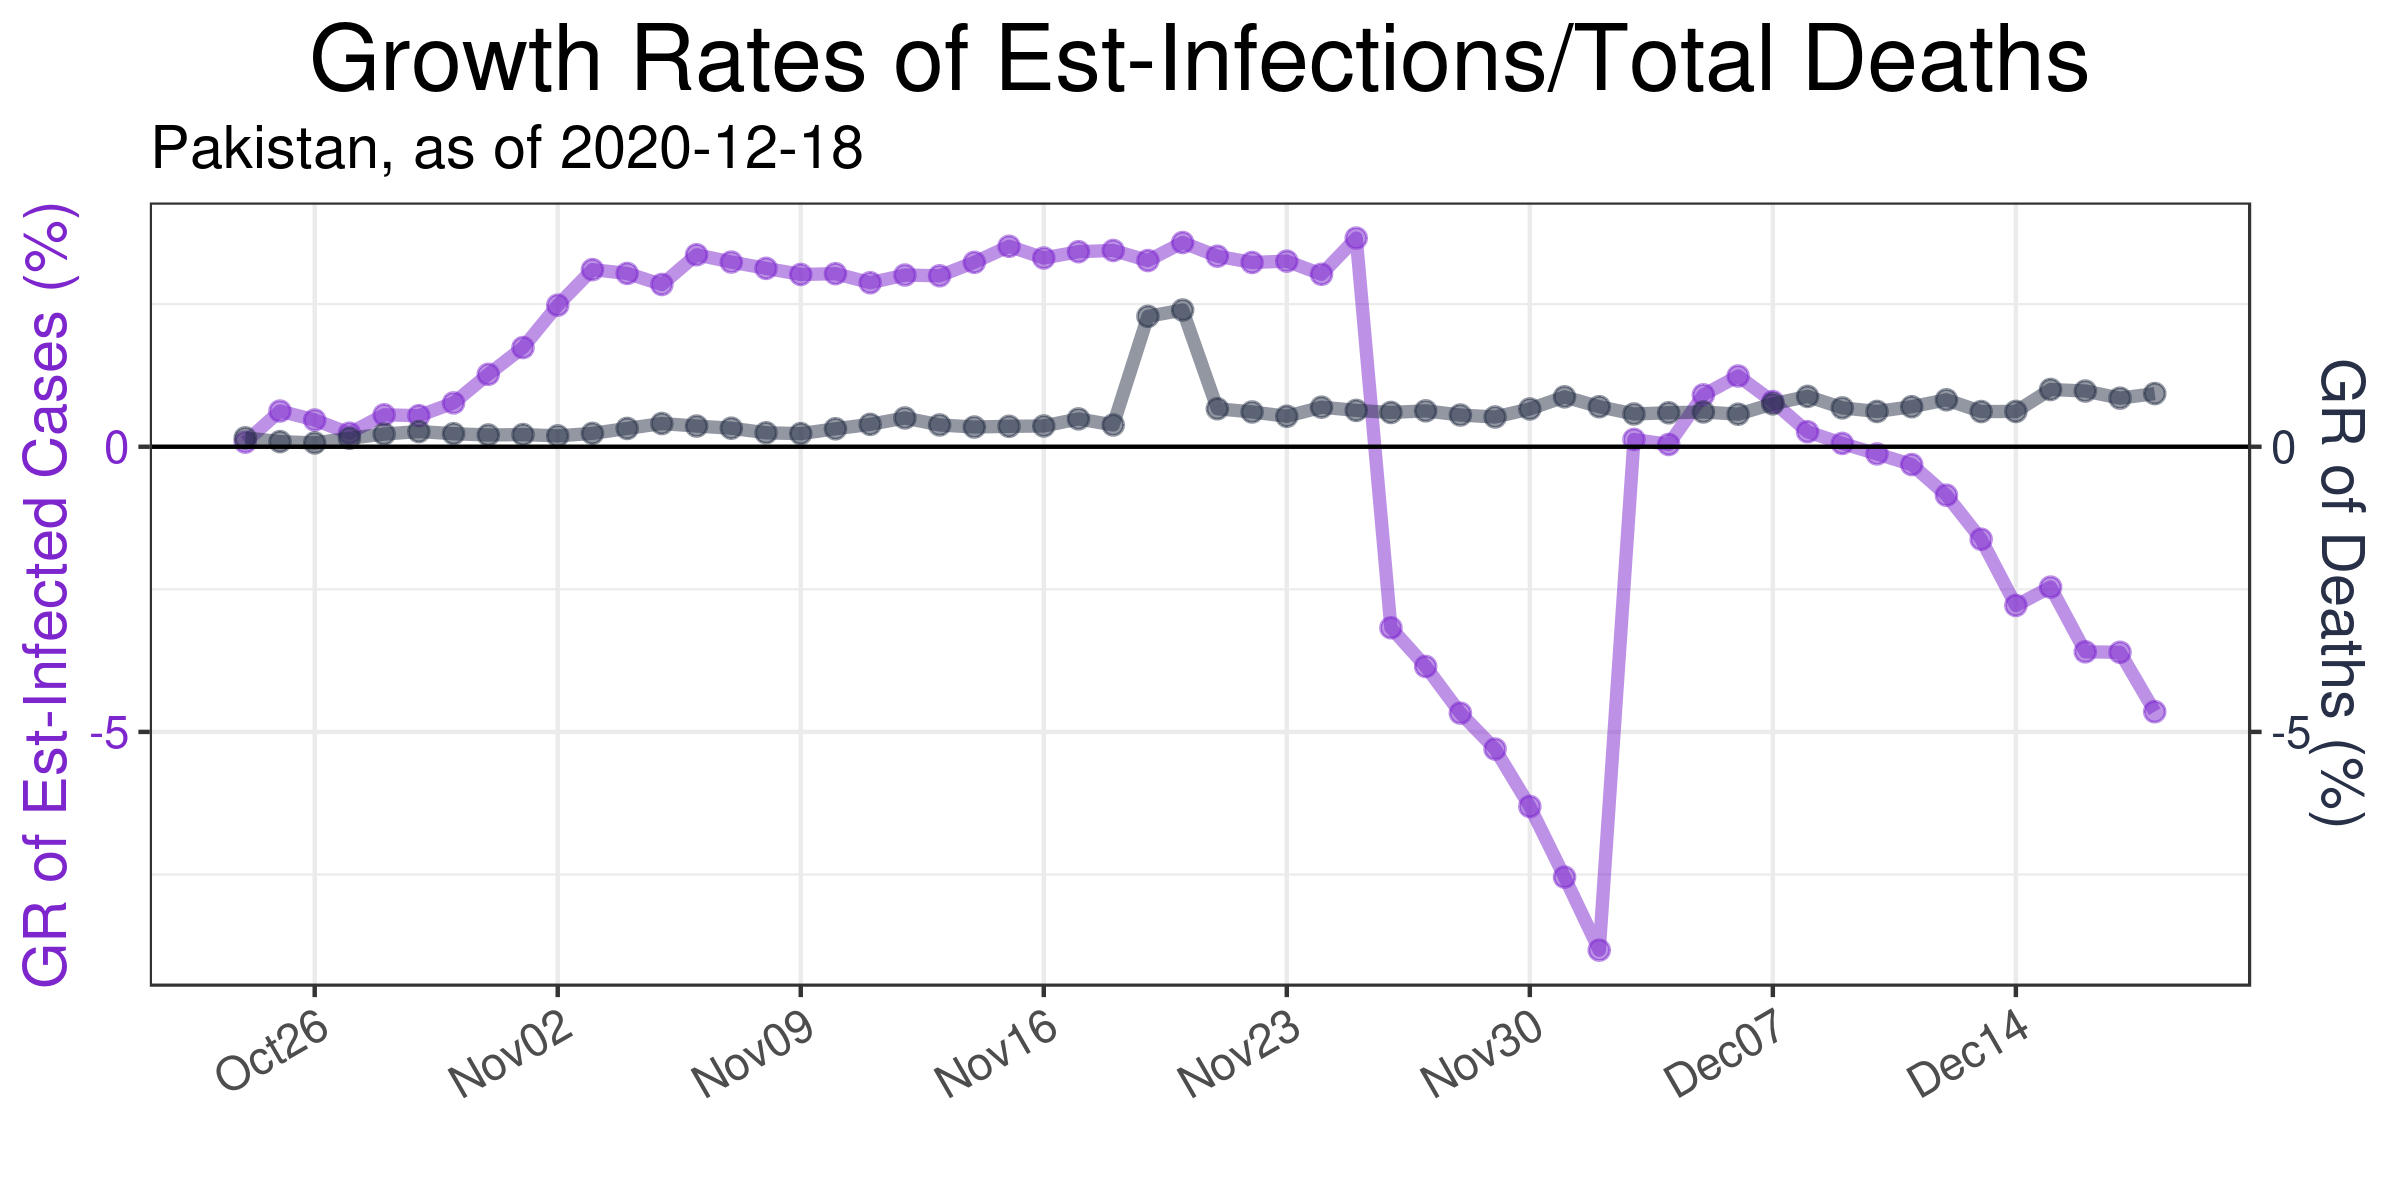 Growth Rates of Est-Infections/Total Deaths
Pakistan, as of 2020-12-18
GR of Est-Infected Cases (%)
0
-5
GR of Deaths (%)
0
-5
Oct26
Nov02
Nov09
Nov16
Nov23
Nov30
Dec07
Dec14